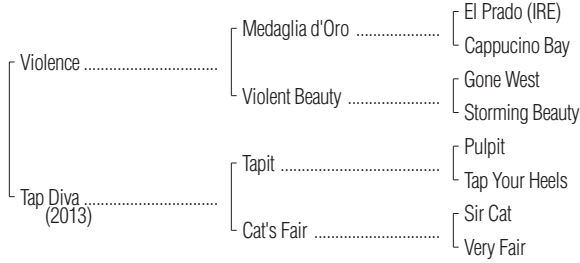 El Prado (IRE)
Medaglia d'Oro ....................
Cappucino Bay
Violence ................................
Gone West
Violent Beauty ......................
Storming Beauty
Pulpit
Tapit ......................................
Tap Your Heels
Tap Diva ................................
(2013)
Sir Cat
Cat's Fair ..............................
Very Fair